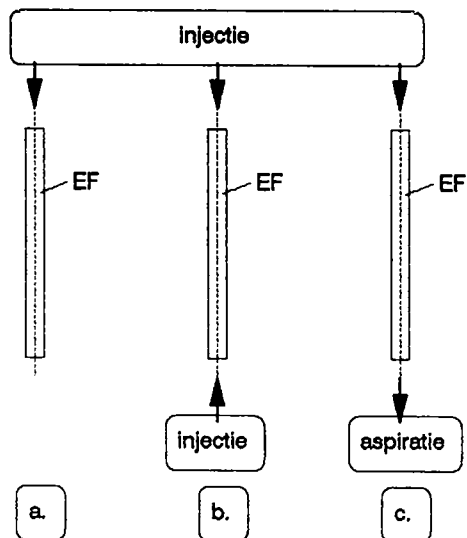 injectie
EF EF EF
injectie aspiratie
a. b. c.